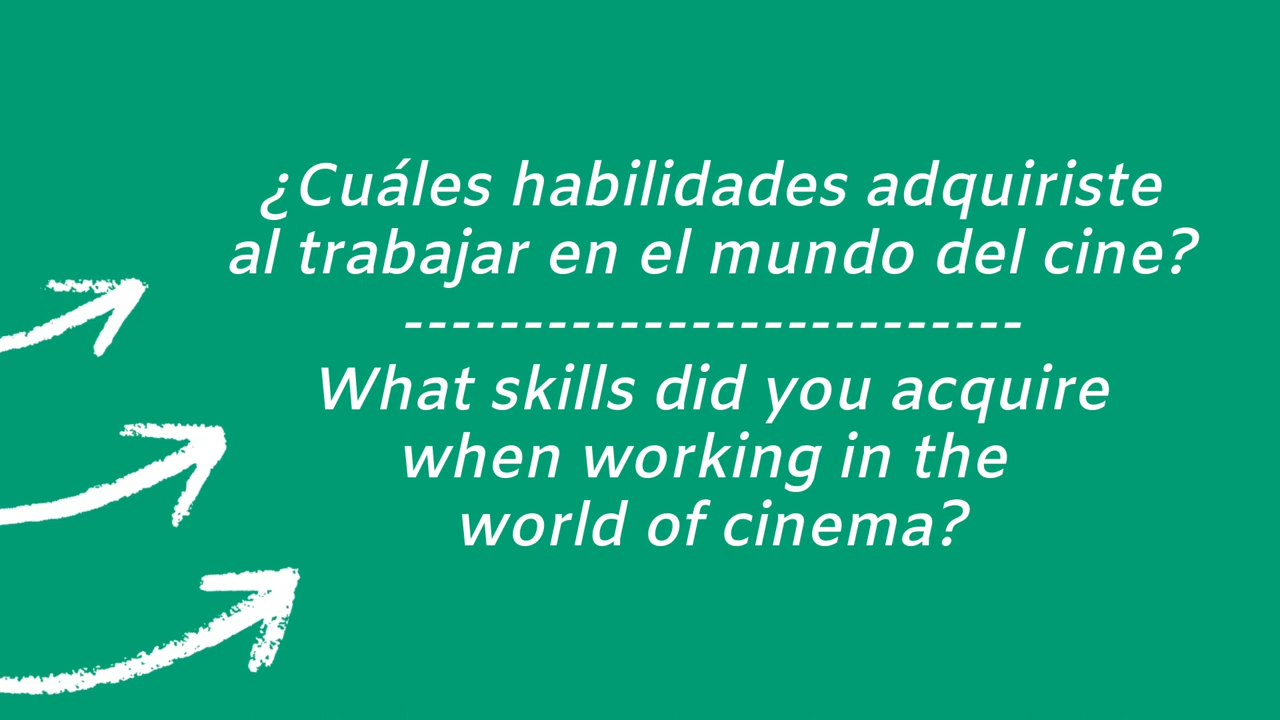 ¿Cuáles habilidades adquiriste
al trabajar en el mundo del cine?
--------------------------
What skills did you acquire
when working in the
world of cinema?